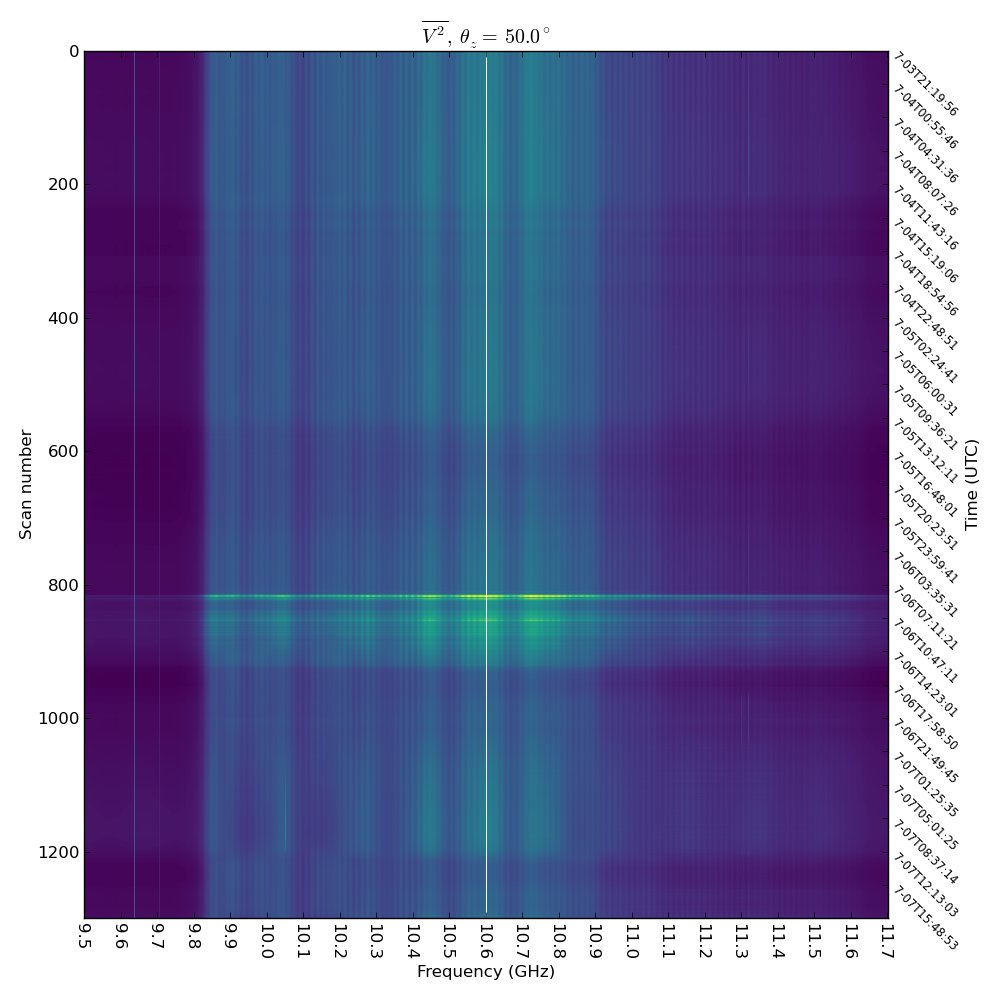 V², θz = 50.0°
Scan number
0
200
400
600
800
1000
1200
9.5 9.6 9.7 9.8 9.9 10.0 10.1 10.2 10.3 10.4 10.5 10.6 10.7 10.8 10.9 11.0 11.1 11.2 11.3 11.4 11.5 11.6 11.7
Frequency (GHz)
7-03T21:19:56
7-04T00:55:46
7-04T04:31:36
7-04T08:07:26
7-04T11:43:16
7-04T15:19:06
7-04T18:54:56
7-04T22:48:51
7-05T02:24:41
7-05T06:00:31
7-05T09:36:21
7-05T13:12:11
7-05T16:48:01
7-05T20:23:51
7-05T23:59:41
7-06T03:35:31
7-06T07:11:21
7-06T10:47:11
7-06T14:23:01
7-06T17:58:50
7-06T21:49:45
7-07T01:25:35
7-07T05:01:25
7-07T08:37:14
7-07T12:13:03
7-07T15:48:53
Time (UTC)